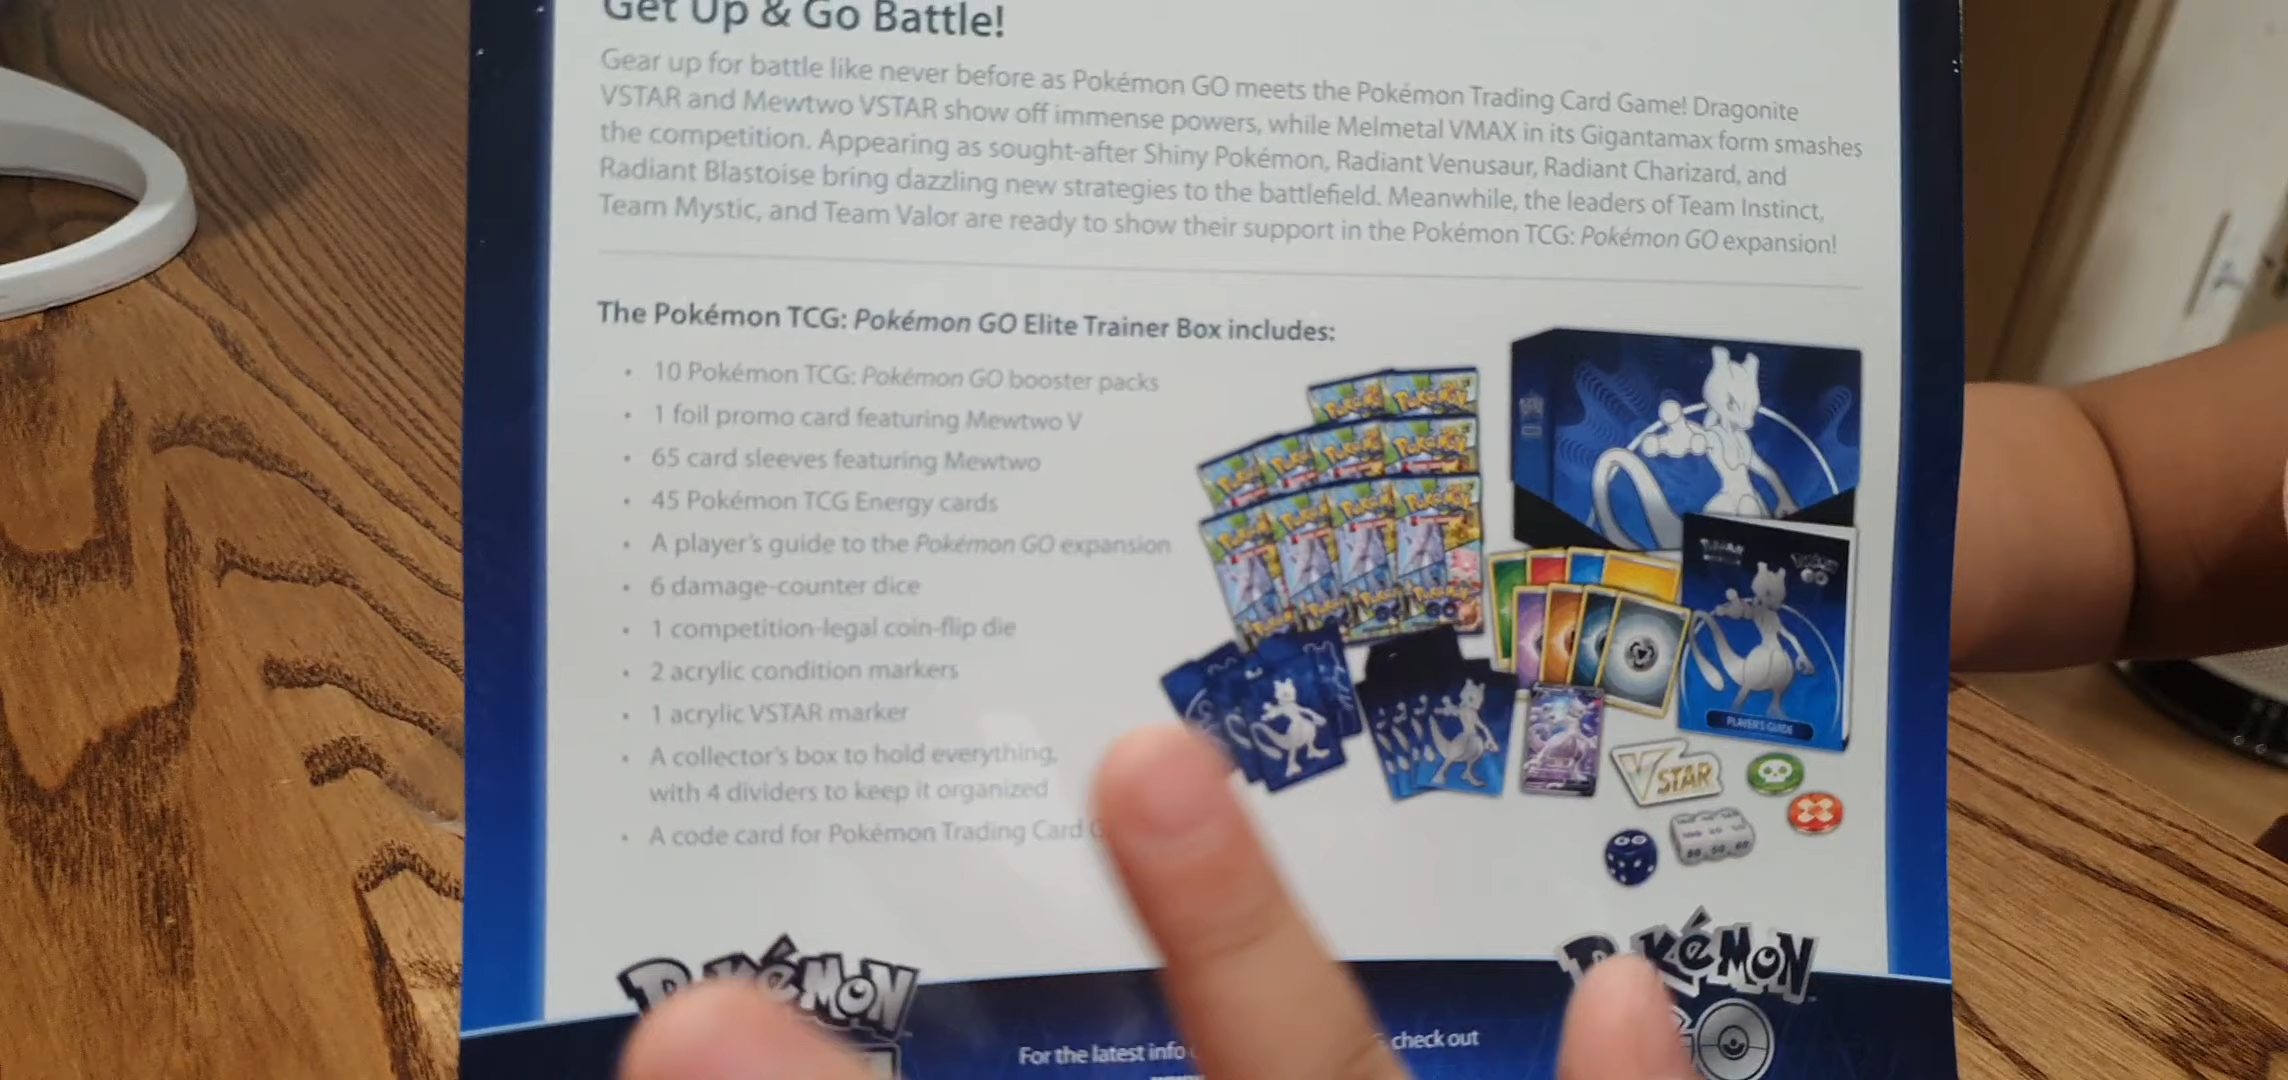 Get Up & Go Battle!
Gear up for battle like never before as Pokémon GO meets the Pokémon Trading Card Game! Dragonite
VSTAR and Mewtwo VSTAR show off immense powers, while Melmetal VMAX in its Gigantamax form smashes
the competition. Appearing as sought-after Shiny Pokémon, Radiant Venusaur, Radiant Charizard, and
Radiant Blastoise bring dazzling new strategies to the battlefield. Meanwhile, the leaders of Team Instinct,
Team Mystic, and Team Valor are ready to show their support in the Pokémon TCG: Pokémon GO expansion!
The Pokémon TCG: Pokémon GO Elite Trainer Box includes:
• 10 Pokémon TCG: Pokémon GO booster packs
• 1 foil promo card featuring Mewtwo V
• 65 card sleeves featuring Mewtwo
• 45 Pokémon TCG Energy cards
• A player's guide to the Pokémon GO expansion
• 6 damage-counter dice
• 1 competition-legal coin-flip die
• 2 acrylic condition markers
• 1 acrylic VSTAR marker
• A collector's box to hold everything,
with 4 dividers to keep it organized
• A code card for Pokémon Trading Card
PLAYER'S GUIDE
VSTAR
POKéMON
POKéMON
GO
For the latest info
check out